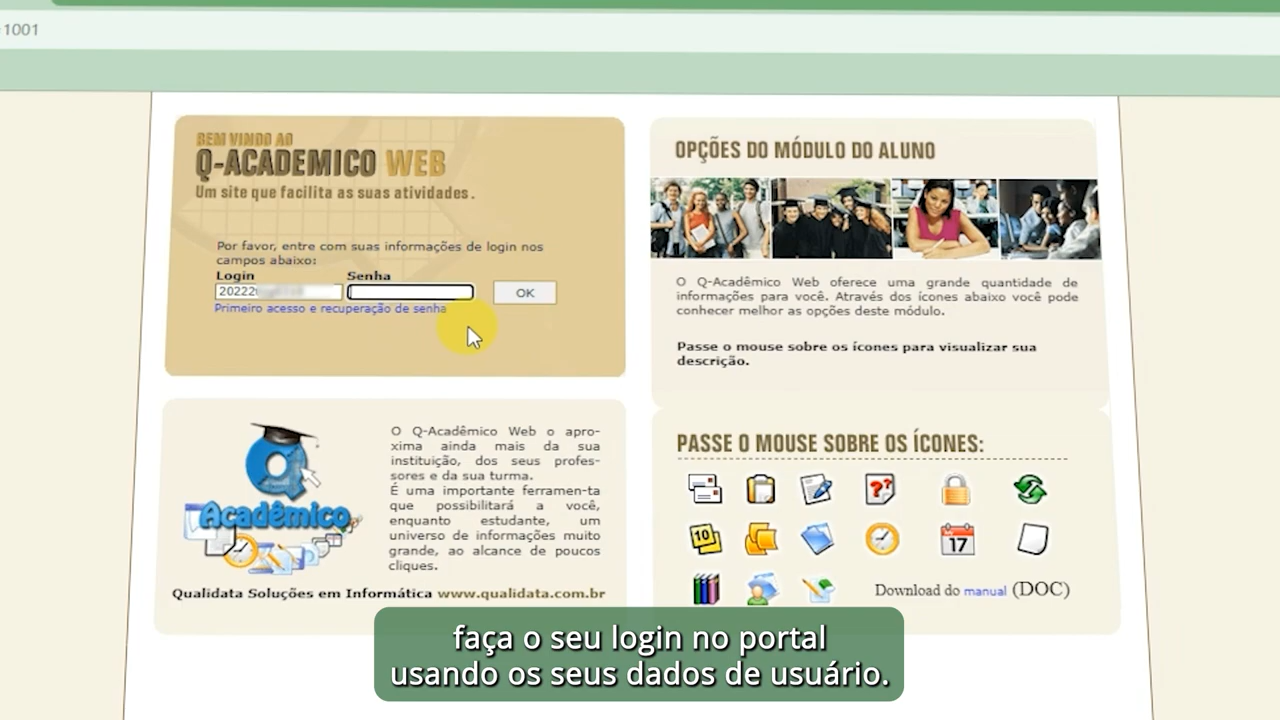 1001
BEM VINDO AO
Q-ACADEMICO WEB
Um site que facilita as suas atividades.
Por favor, entre com suas informações de login nos
campos abaixo:
Login Senha
20222
OK
Primeiro acesso e recuperação de senha
OPÇÕES DO MÓDULO DO ALUNO
O Q-Acadêmico Web oferece uma grande quantidade de
informações para você. Através dos ícones abaixo você pode
conhecer melhor as opções deste módulo.
Passe o mouse sobre os ícones para visualizar sua
descrição.
Q
Acadêmico
O Q-Acadêmico Web o apro-
xima ainda mais da sua
instituição, dos seus profes-
sores e da sua turma.
É uma importante ferramen-ta
que possibilitará a você,
enquanto estudante, um
universo de informações muito
grande, ao alcance de poucos
cliques.
Qualidata Soluções em Informática www.qualidata.com.br
PASSE O MOUSE SOBRE OS ÍCONES:
??
10
17
Download do manual (DOC)
faça o seu login no portal
usando os seus dados de usuário.